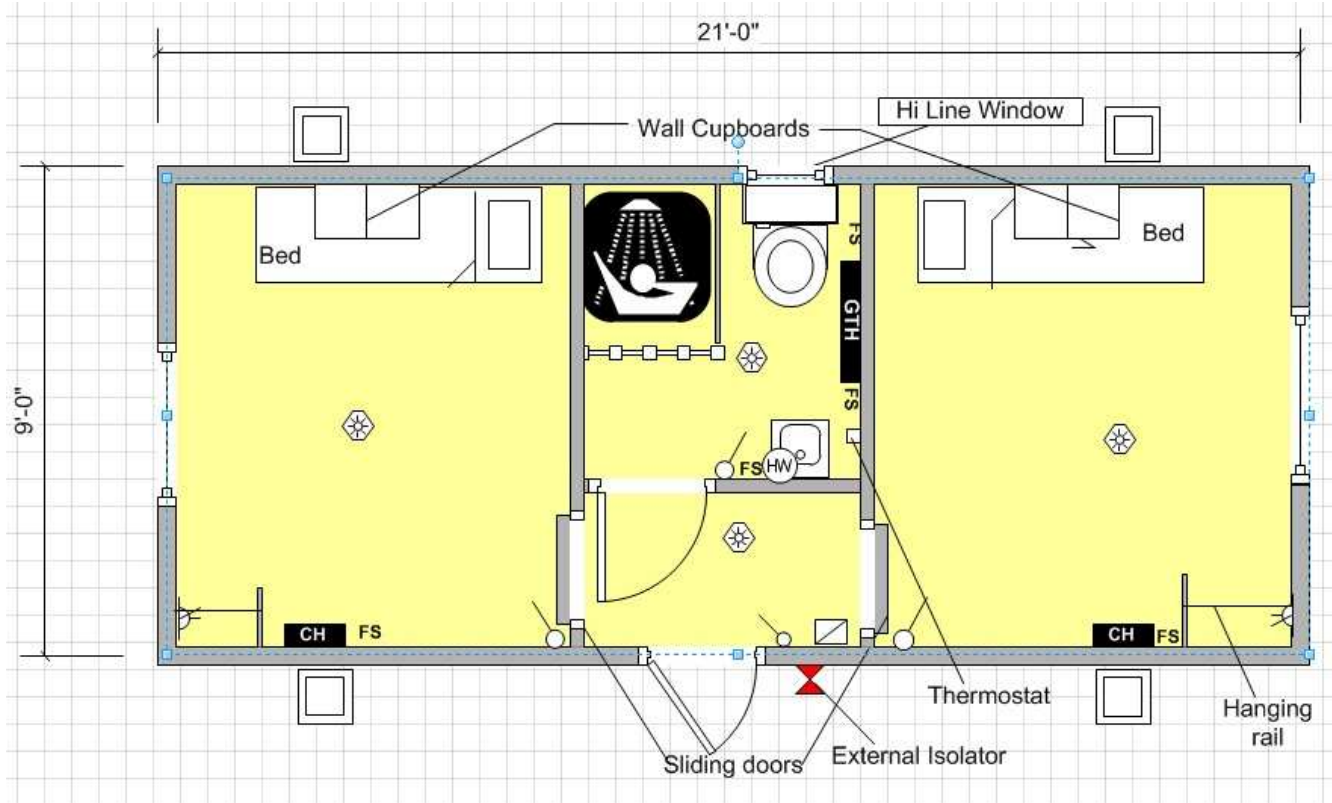 21'-0"
Hi Line Window
Wall Cupboards
9'-0"
Bed
Bed
FS
GTH
FS
FS
HW
CH
FS
CH
FS
Thermostat
Hanging
rail
External Isolator
Sliding doors